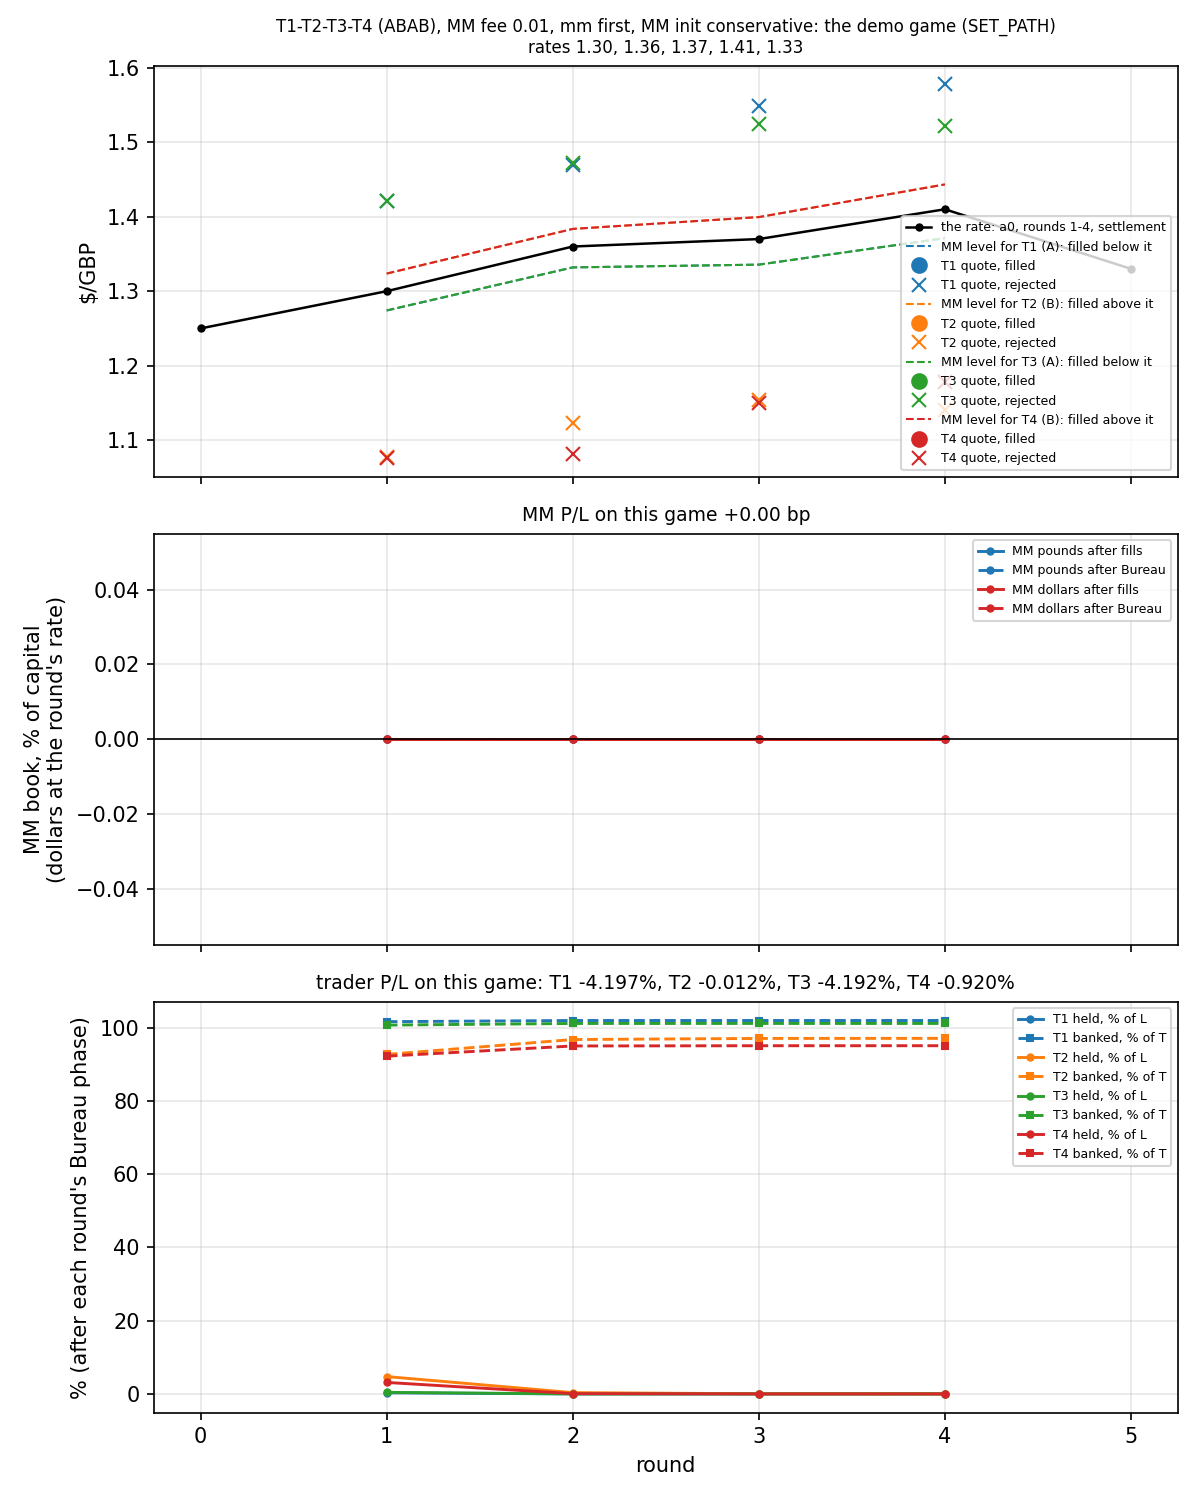 T1-T2-T3-T4 (ABAB), MM fee 0.01, mm first, MM init conservative: the demo game (SET_PATH)
rates 1.30, 1.36, 1.37, 1.41, 1.33
$/GBP
1.6
1.5
1.4
1.3
1.2
1.1
the rate: a0, rounds 1-4, settlement
MM level for T1 (A): filled below it
T1 quote, filled
T1 quote, rejected
MM level for T2 (B): filled above it
T2 quote, filled
T2 quote, rejected
MM level for T3 (A): filled below it
T3 quote, filled
T3 quote, rejected
MM level for T4 (B): filled above it
T4 quote, filled
T4 quote, rejected
MM P/L on this game +0.00 bp
MM book, % of capital
(dollars at the round's rate)
0.04
0.02
0.00
−0.02
−0.04
MM pounds after fills
MM pounds after Bureau
MM dollars after fills
MM dollars after Bureau
trader P/L on this game: T1 -4.197%, T2 -0.012%, T3 -4.192%, T4 -0.920%
% (after each round's Bureau phase)
100
80
60
40
20
0
T1 held, % of L
T1 banked, % of T
T2 held, % of L
T2 banked, % of T
T3 held, % of L
T3 banked, % of T
T4 held, % of L
T4 banked, % of T
0 1 2 3 4 5
round